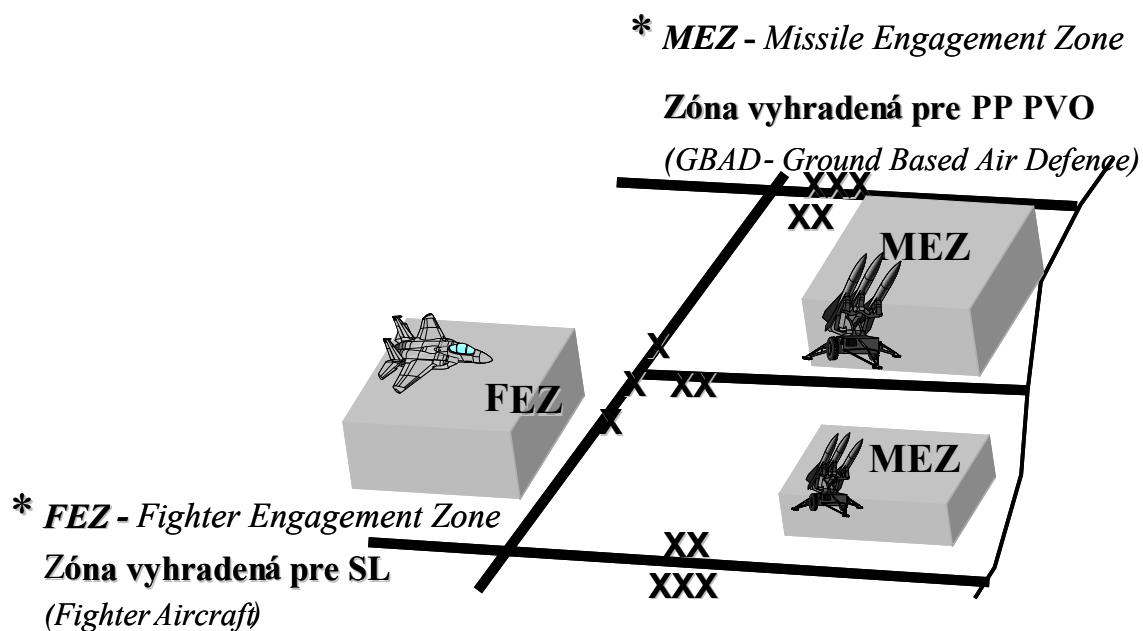 * MEZ - Missile Engagement Zone
Zóna vyhradená pre PP PVO
(GBAD- Ground Based Air Defence)
XXX
XX
MEZ
X
X
XX
X
FEZ
MEZ
* FEZ - Fighter Engagement Zone
Zóna vyhradená pre SL
(Fighter Aircraft)
XX
XXX